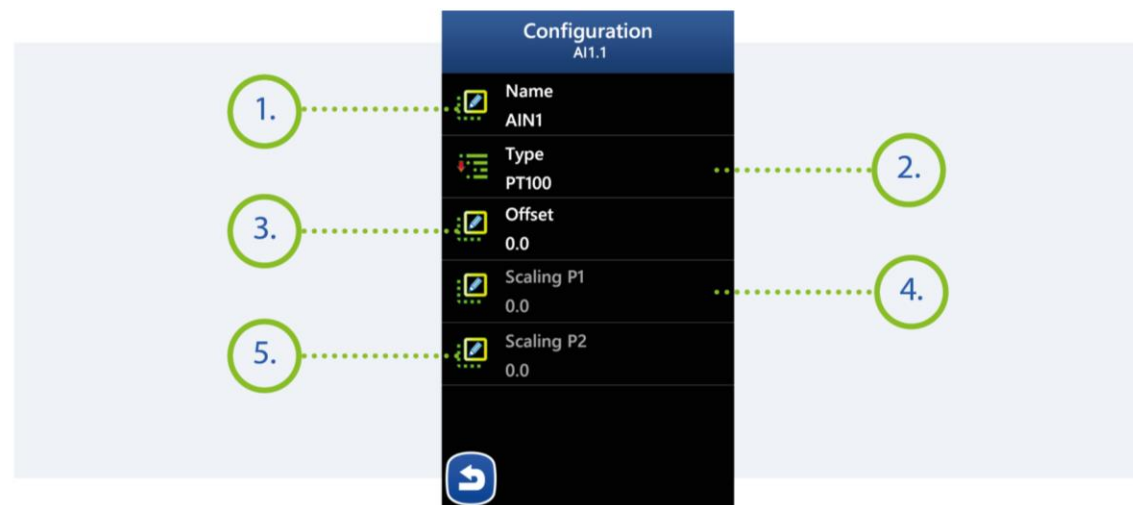 Configuration
AI1.1
1.
Name
AIN1
Type
PT100
2.
3.
Offset
0.0
Scaling P1
0.0
4.
5.
Scaling P2
0.0